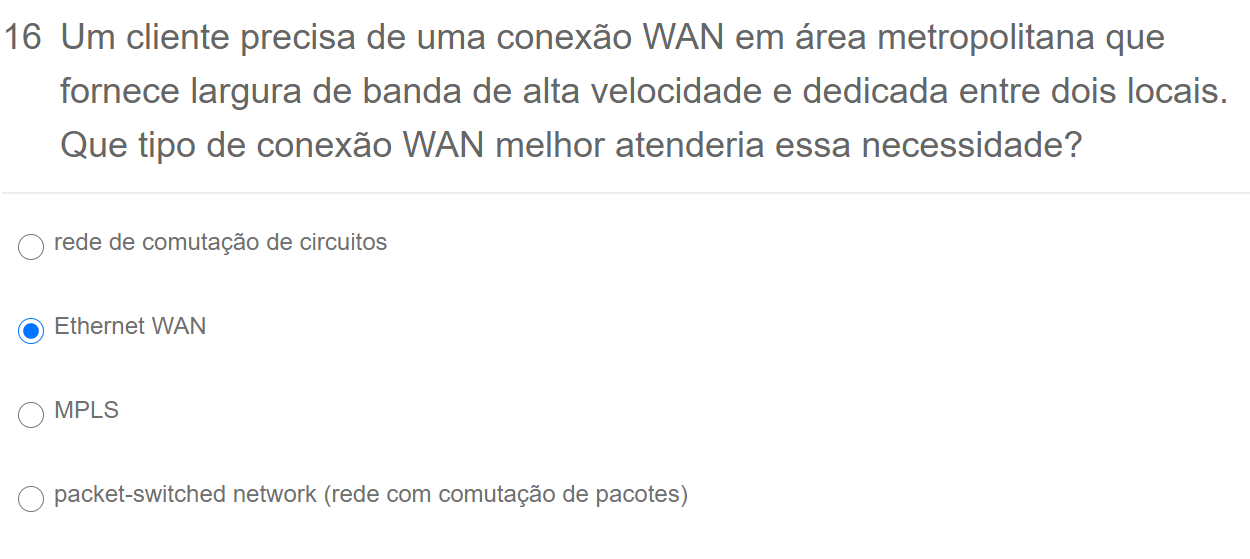 16 Um cliente precisa de uma conexão WAN em área metropolitana que
fornece largura de banda de alta velocidade e dedicada entre dois locais.
Que tipo de conexão WAN melhor atenderia essa necessidade?
rede de comutação de circuitos
Ethernet WAN
MPLS
packet-switched network (rede com comutação de pacotes)